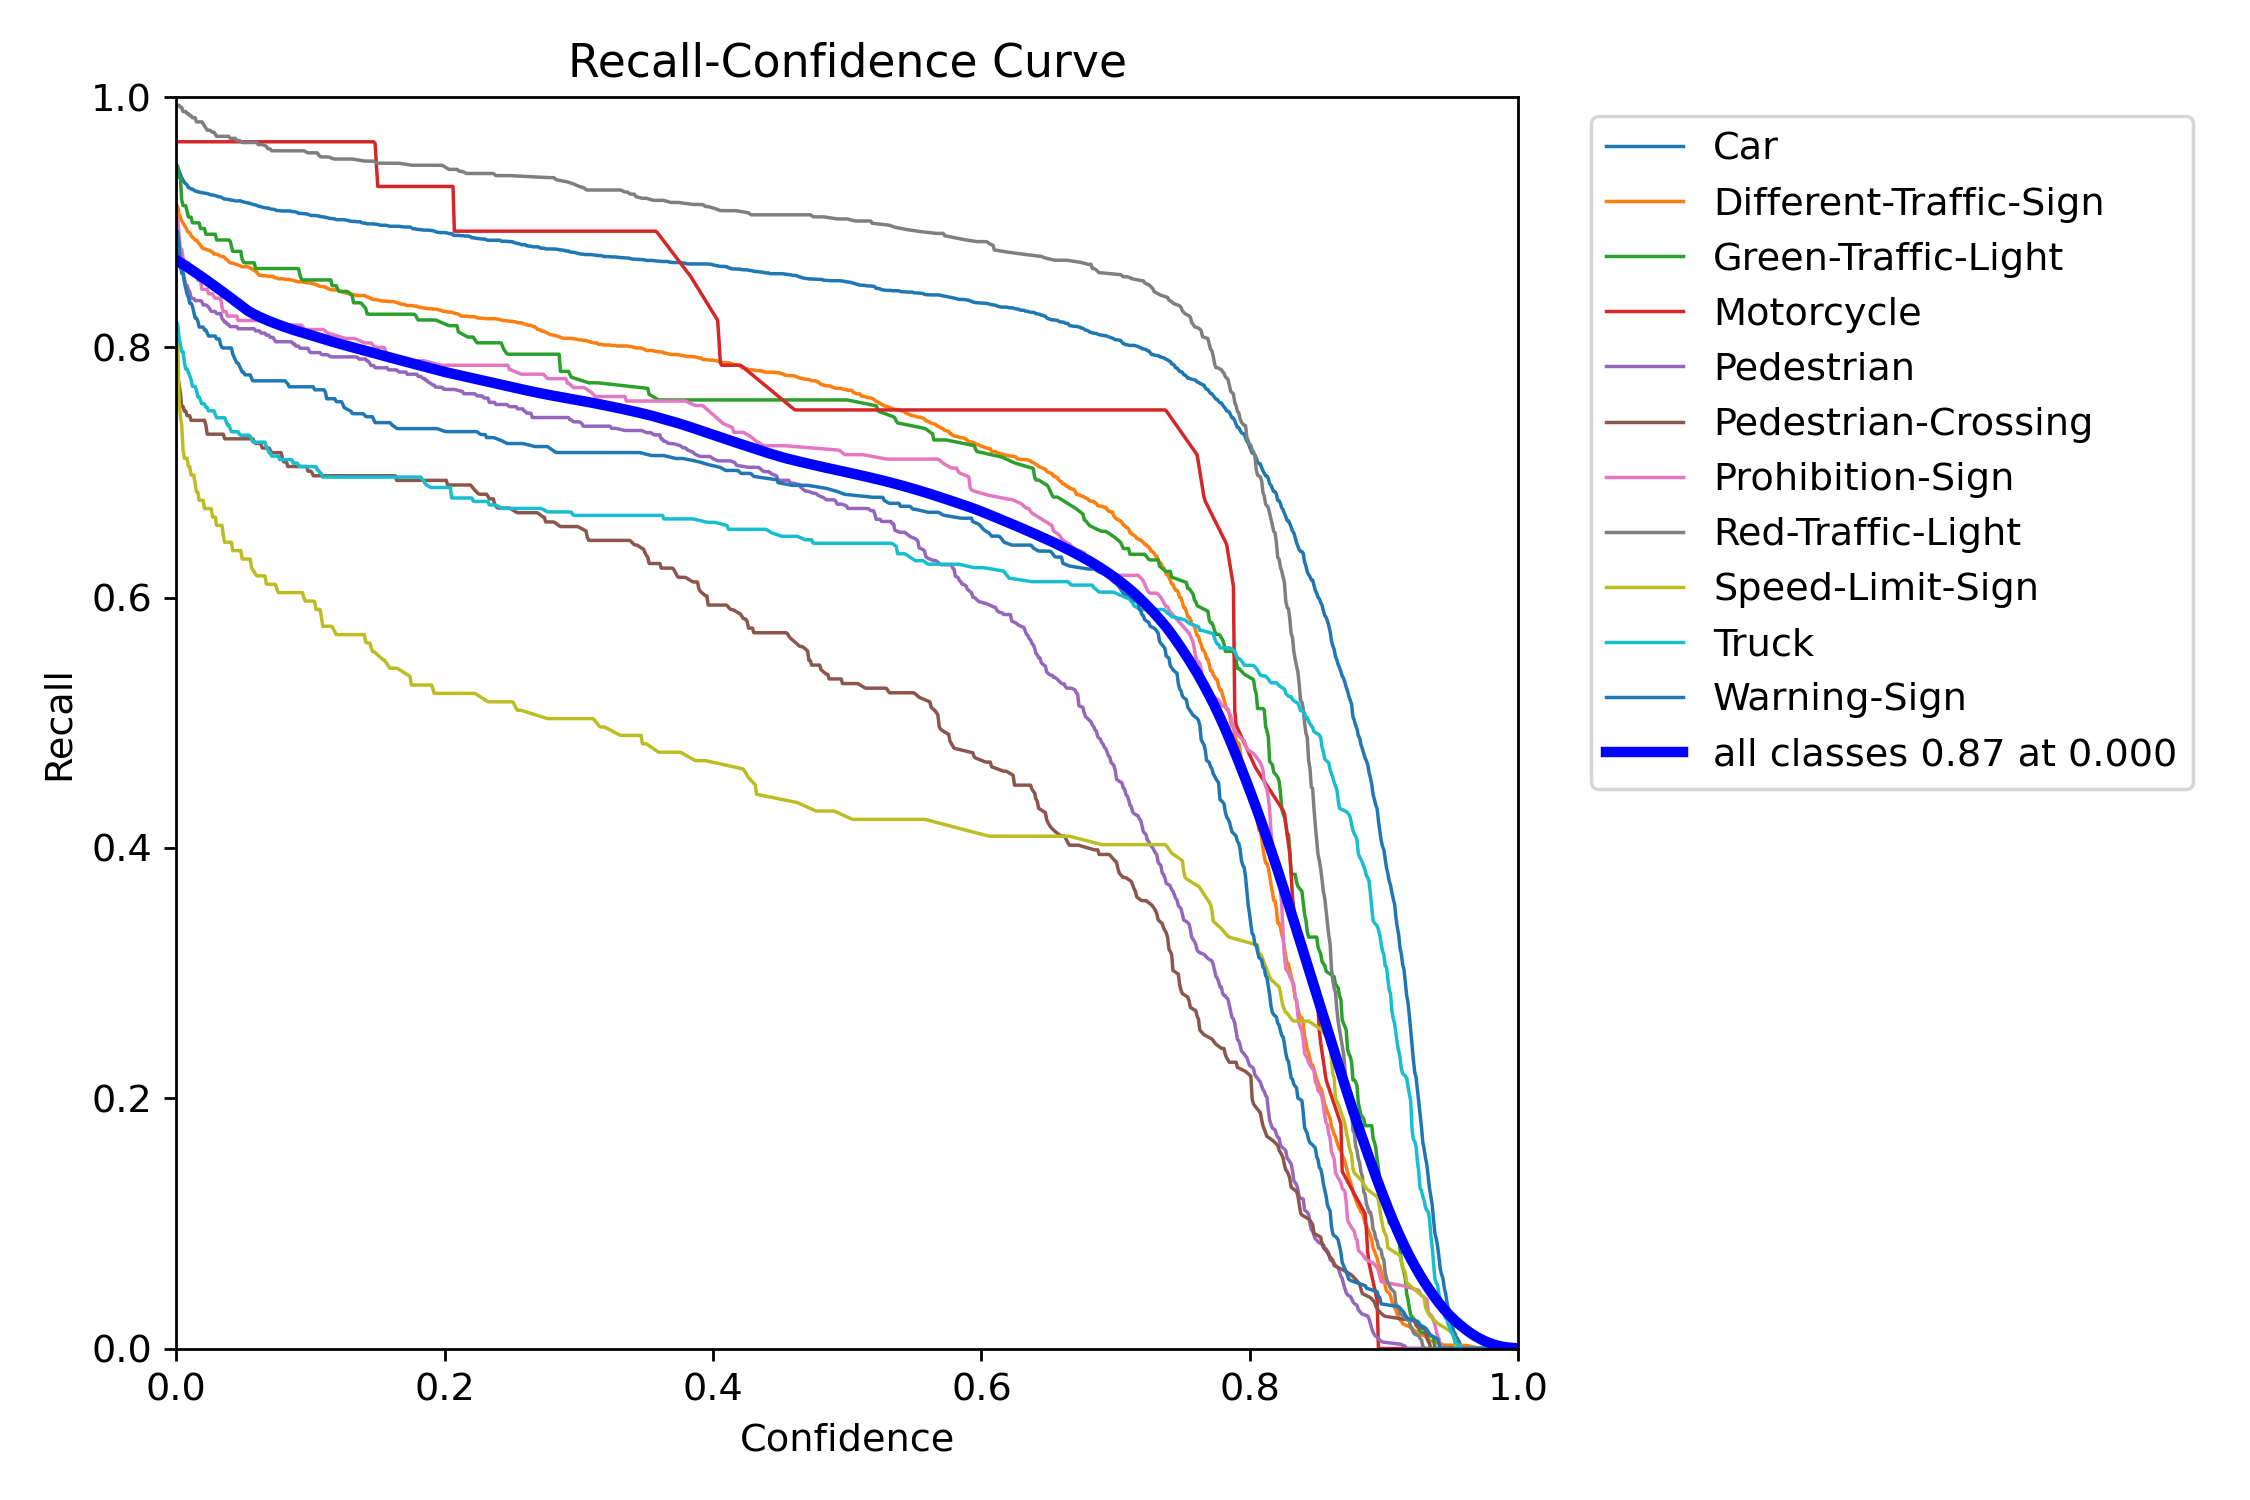 Recall-Confidence Curve
1.0
0.8
0.6
0.4
0.2
0.0
Recall
0.0 0.2 0.4 0.6 0.8 1.0
Confidence
Car
Different-Traffic-Sign
Green-Traffic-Light
Motorcycle
Pedestrian
Pedestrian-Crossing
Prohibition-Sign
Red-Traffic-Light
Speed-Limit-Sign
Truck
Warning-Sign
all classes 0.87 at 0.000